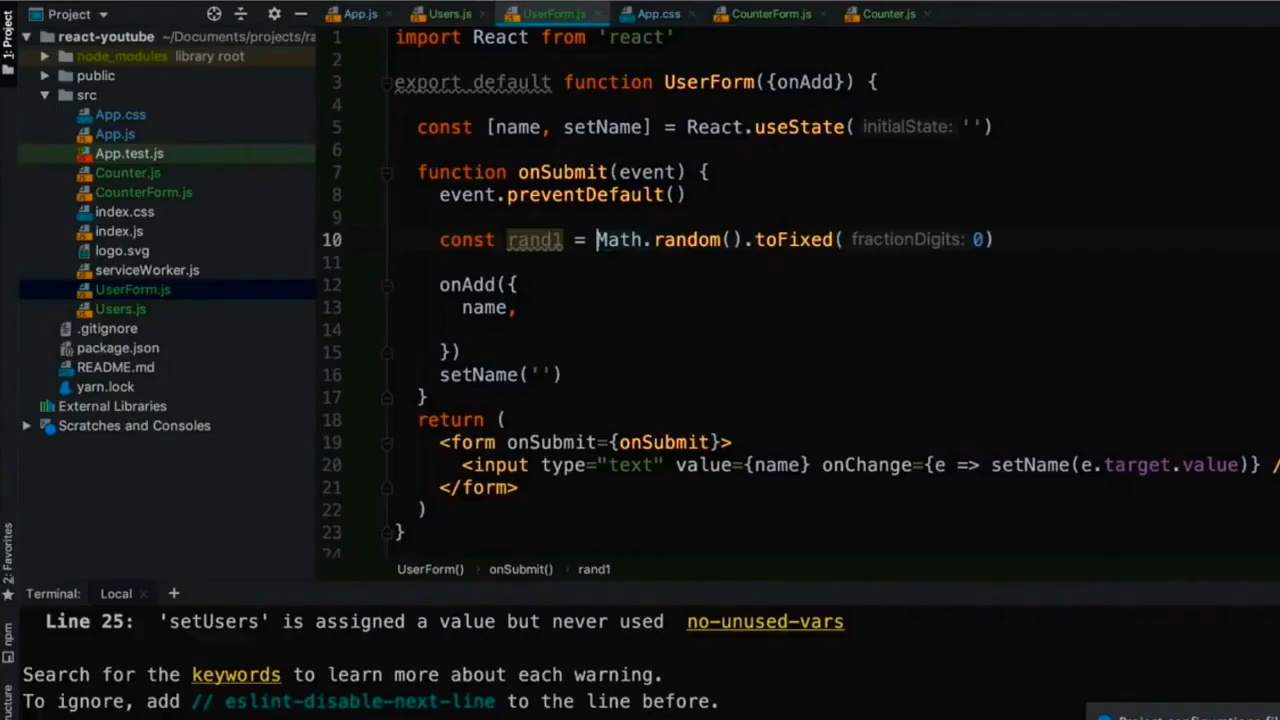 Project
App.js
Users.js
UserForm.js
App.css
CounterForm.js
Counter.js
1: Project
react-youtube ~/Documents/projects/ra
node_modules library root
public
src
App.css
App.js
App.test.js
Counter.js
CounterForm.js
index.css
index.js
logo.svg
serviceWorker.js
UserForm.js
Users.js
.gitignore
package.json
README.md
yarn.lock
External Libraries
Scratches and Consoles
1 import React from 'react'
2
3 export default function UserForm({onAdd}) {
4
5 const [name, setName] = React.useState( initialState: '')
6
7 function onSubmit(event) {
8 event.preventDefault()
9
10 const rand1 = Math.random().toFixed( fractionDigits: 0)
11
12 onAdd({
13 name,
14
15 })
16 setName('')
17 }
18 return (
19 <form onSubmit={onSubmit}>
20 <input type="text" value={name} onChange={e => setName(e.target.value)} /
21 </form>
22 )
23 }
24
UserForm() onSubmit() rand1
2: Favorites
npm
Terminal: Local +
Line 25: 'setUsers' is assigned a value but never used no-unused-vars
Search for the keywords to learn more about each warning.
To ignore, add // eslint-disable-next-line to the line before.